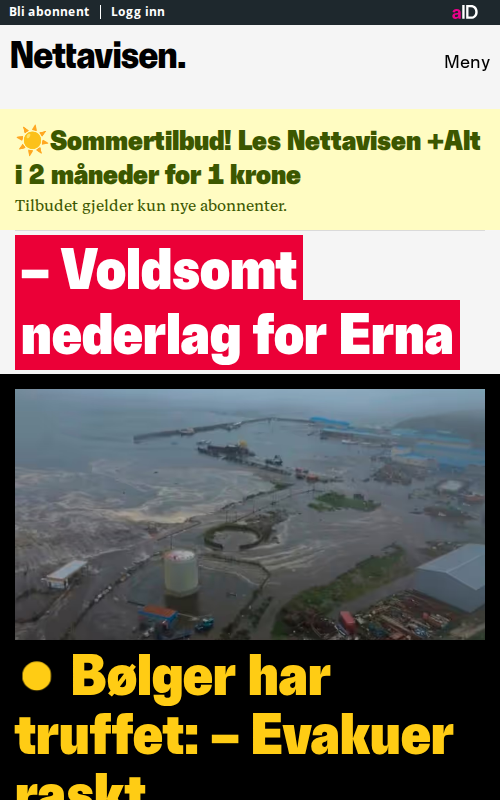 Bli abonnent | Logg inn
aID
Nettavisen.
Meny
☀️Sommertilbud! Les Nettavisen +Alt
i 2 måneder for 1 krone
Tilbudet gjelder kun nye abonnenter.
– Voldsomt
nederlag for Erna
Bølger har
truffet: – Evakuer
raskt